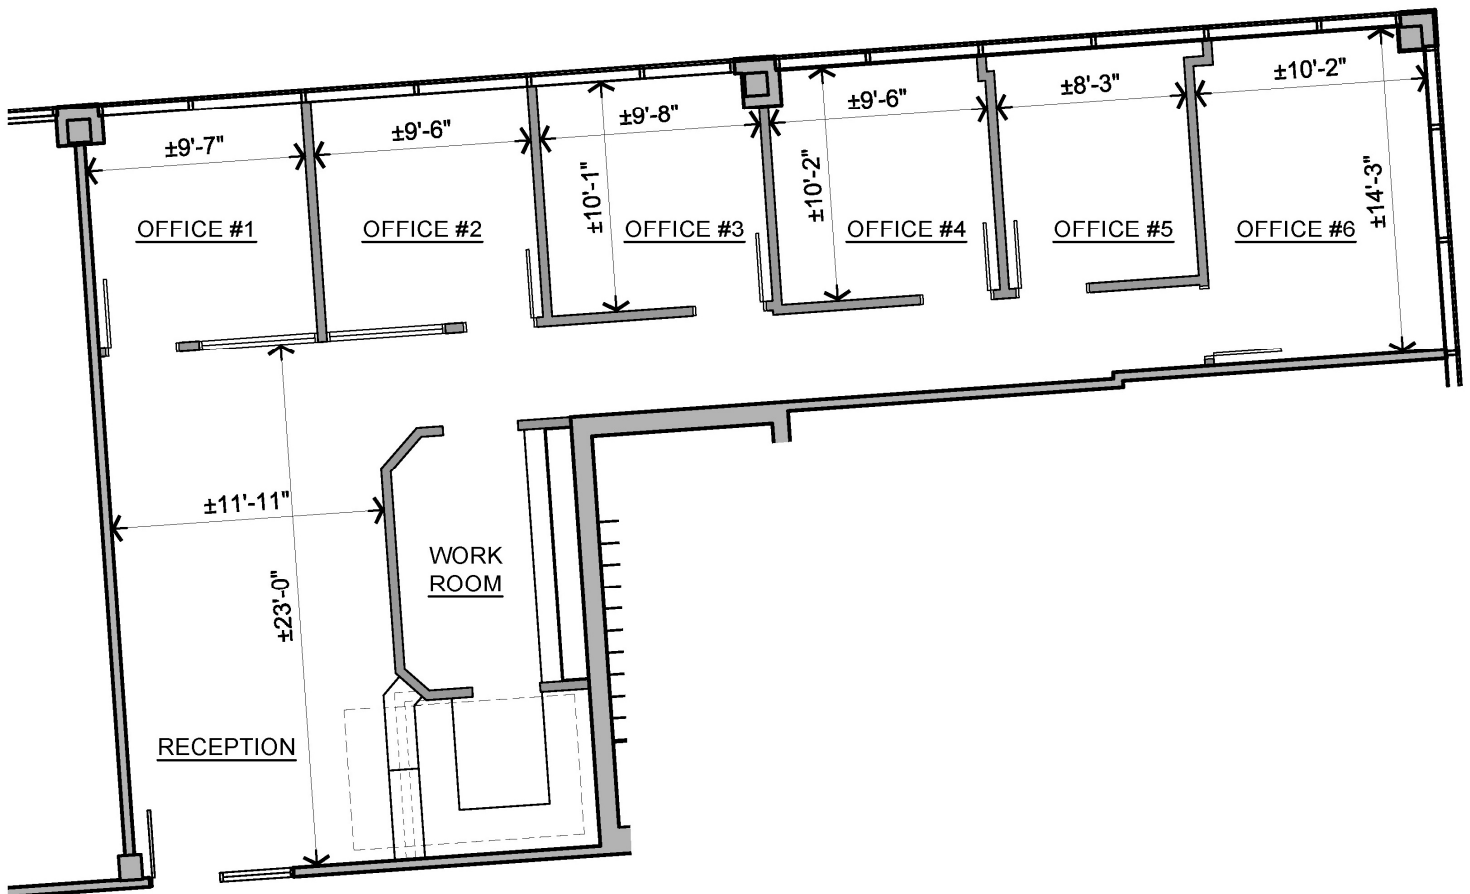 ±9'-7"
±9'-6"
±9'-8"
±9'-6"
±8'-3"
±10'-2"
±10'-1"
±10'-2"
±14'-3"
OFFICE #1
OFFICE #2
OFFICE #3
OFFICE #4
OFFICE #5
OFFICE #6
±11'-11"
±23'-0"
WORK
ROOM
RECEPTION